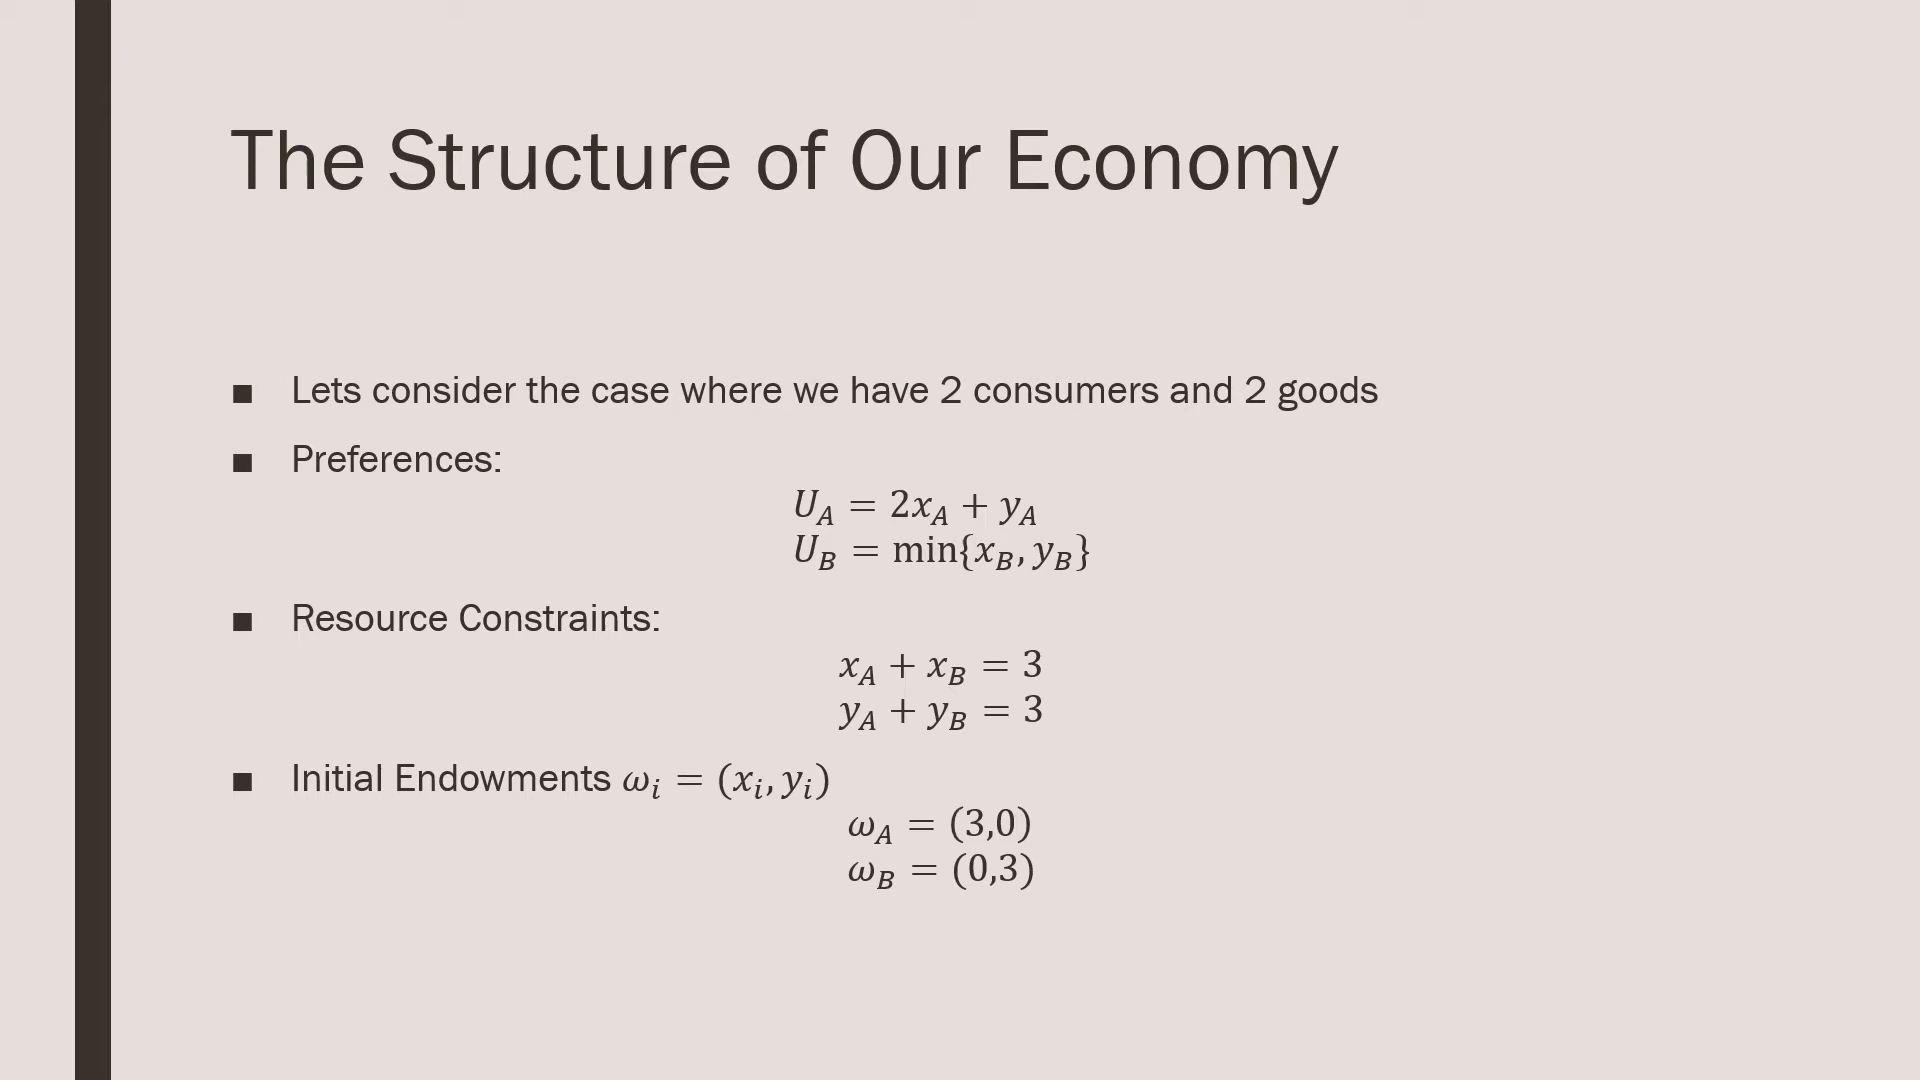 The Structure of Our Economy
■ Lets consider the case where we have 2 consumers and 2 goods
■ Preferences:
𝑈_𝐴 = 2𝑥_𝐴 + 𝑦_𝐴
𝑈_𝐵 = min{𝑥_𝐵, 𝑦_𝐵}
■ Resource Constraints:
𝑥_𝐴 + 𝑥_𝐵 = 3
𝑦_𝐴 + 𝑦_𝐵 = 3
■ Initial Endowments 𝜔_𝑖 = (𝑥_𝑖, 𝑦_𝑖)
𝜔_𝐴 = (3,0)
𝜔_𝐵 = (0,3)